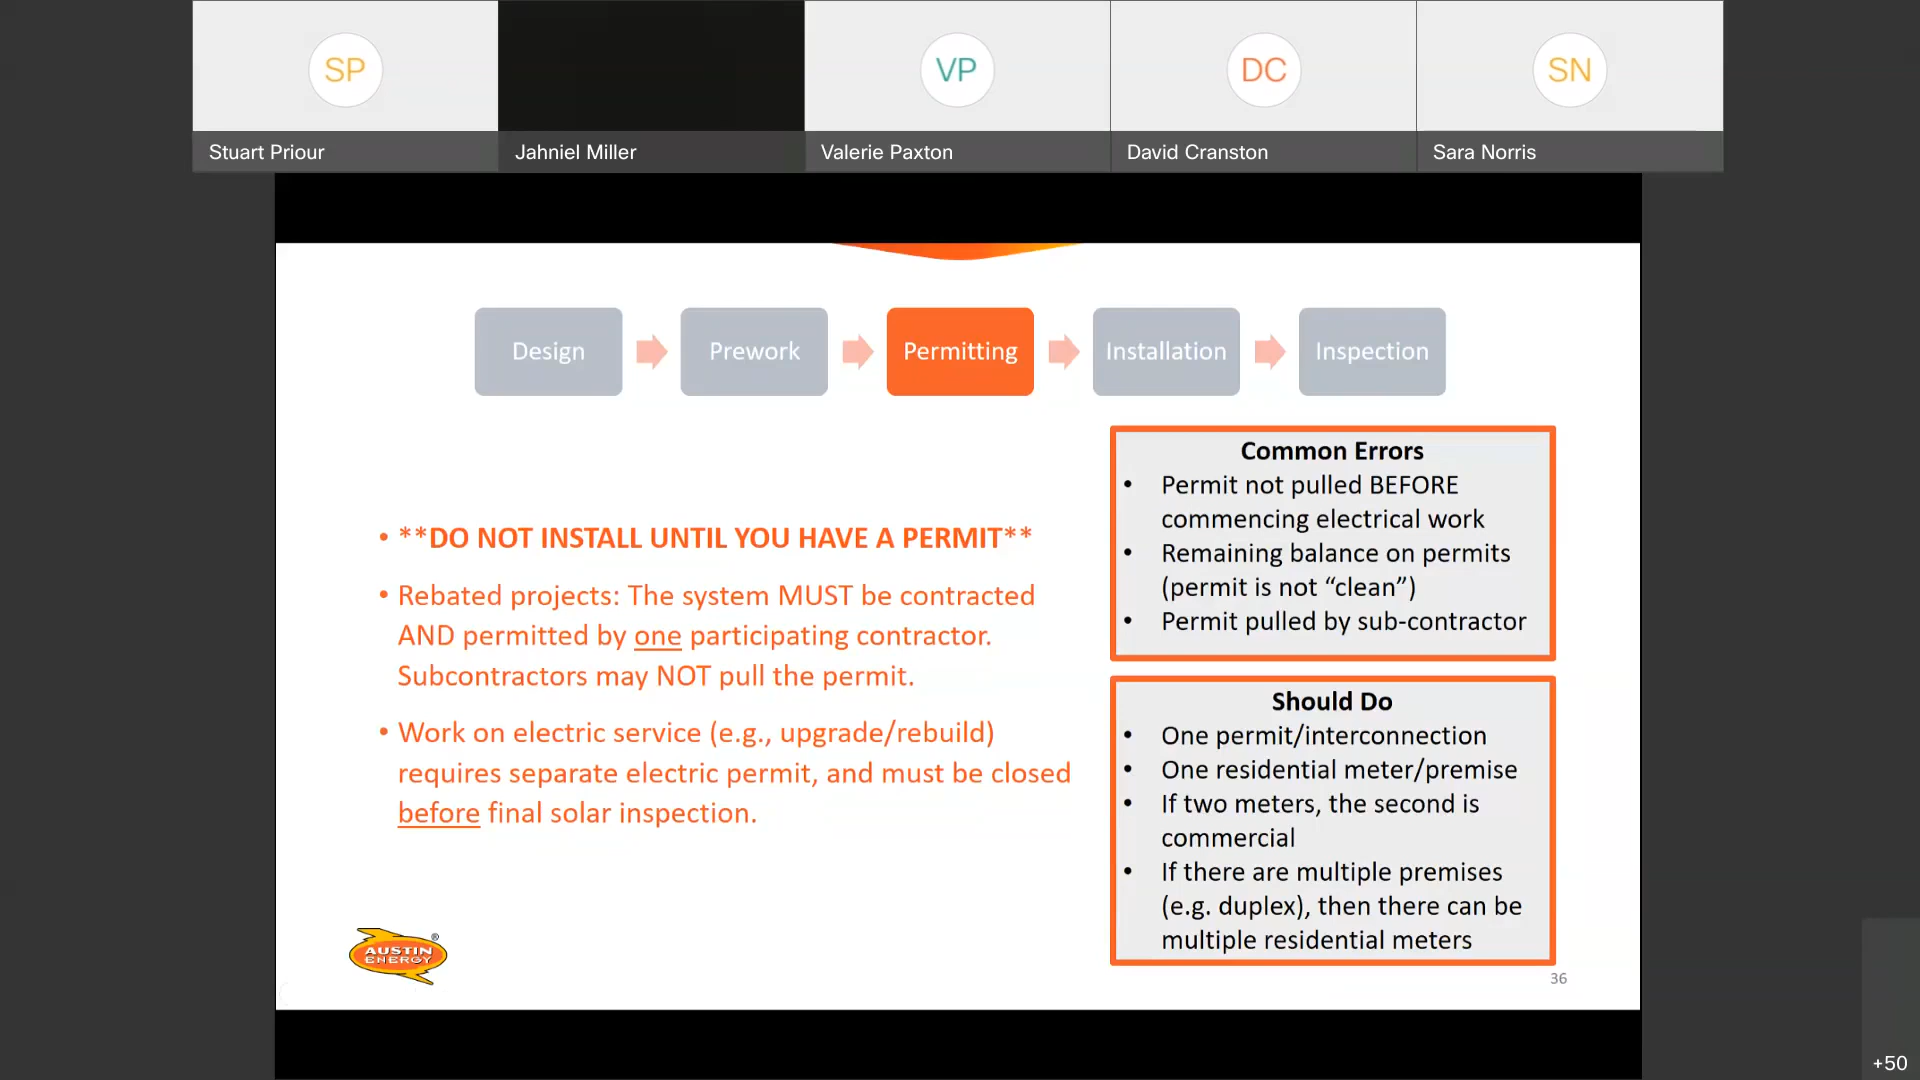 SP
VP
DC
SN
Stuart Priour
Jahniel Miller
Valerie Paxton
David Cranston
Sara Norris
Design
Prework
Permitting
Installation
Inspection
• **DO NOT INSTALL UNTIL YOU HAVE A PERMIT**
• Rebated projects: The system MUST be contracted
AND permitted by one participating contractor.
Subcontractors may NOT pull the permit.
• Work on electric service (e.g., upgrade/rebuild)
requires separate electric permit, and must be closed
before final solar inspection.
Common Errors
• Permit not pulled BEFORE
commencing electrical work
• Remaining balance on permits
(permit is not “clean”)
• Permit pulled by sub-contractor
Should Do
• One permit/interconnection
• One residential meter/premise
• If two meters, the second is
commercial
• If there are multiple premises
(e.g. duplex), then there can be
multiple residential meters
AUSTIN
ENERGY
®
36
+50